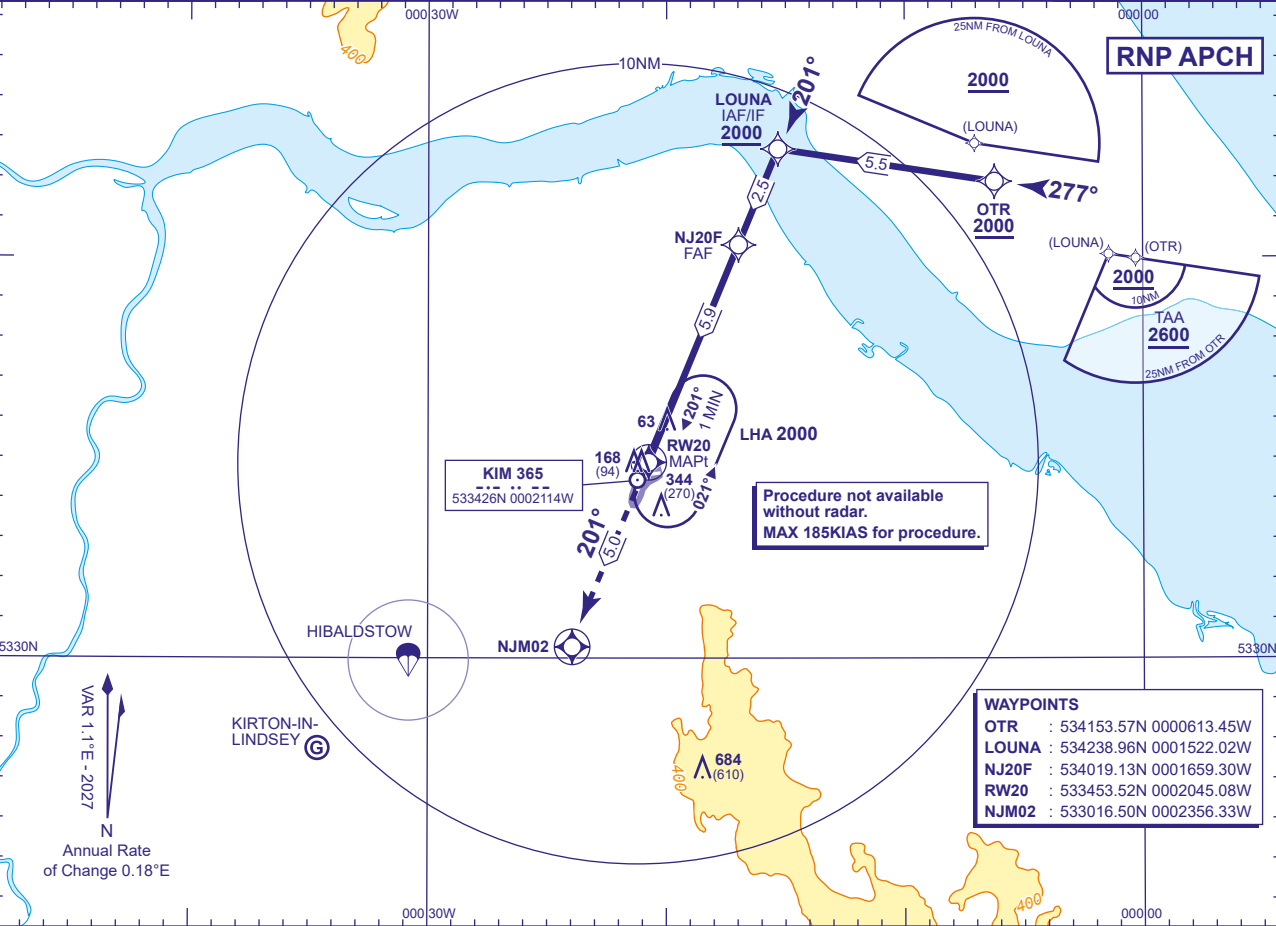 000 30W
000 00
10NM
RNP APCH
25NM FROM LOUNA
2000
(LOUNA)
400
LOUNA
IAF/IF
2000
201°
5.5
277°
OTR
2000
2.5
NJ20F
FAF
(LOUNA)
(OTR)
2000
10NM
TAA
2600
25NM FROM OTR
5.9
201°
1 MIN
63
LHA 2000
RW20
MAPt
168
(94)
344
(270)
021°
KIM 365
533426N 0002114W
Procedure not available
without radar.
MAX 185KIAS for procedure.
201°
5.0
HIBALDSTOW
NJM02
5330N
5330N
VAR 1.1°E - 2027
N
Annual Rate
of Change 0.18°E
KIRTON-IN-
LINDSEY
G
684
(610)
400
WAYPOINTS
OTR : 534153.57N 0000613.45W
LOUNA : 534238.96N 0001522.02W
NJ20F : 534019.13N 0001659.30W
RW20 : 533453.52N 0002045.08W
NJM02 : 533016.50N 0002356.33W
400
000 30W
000 00